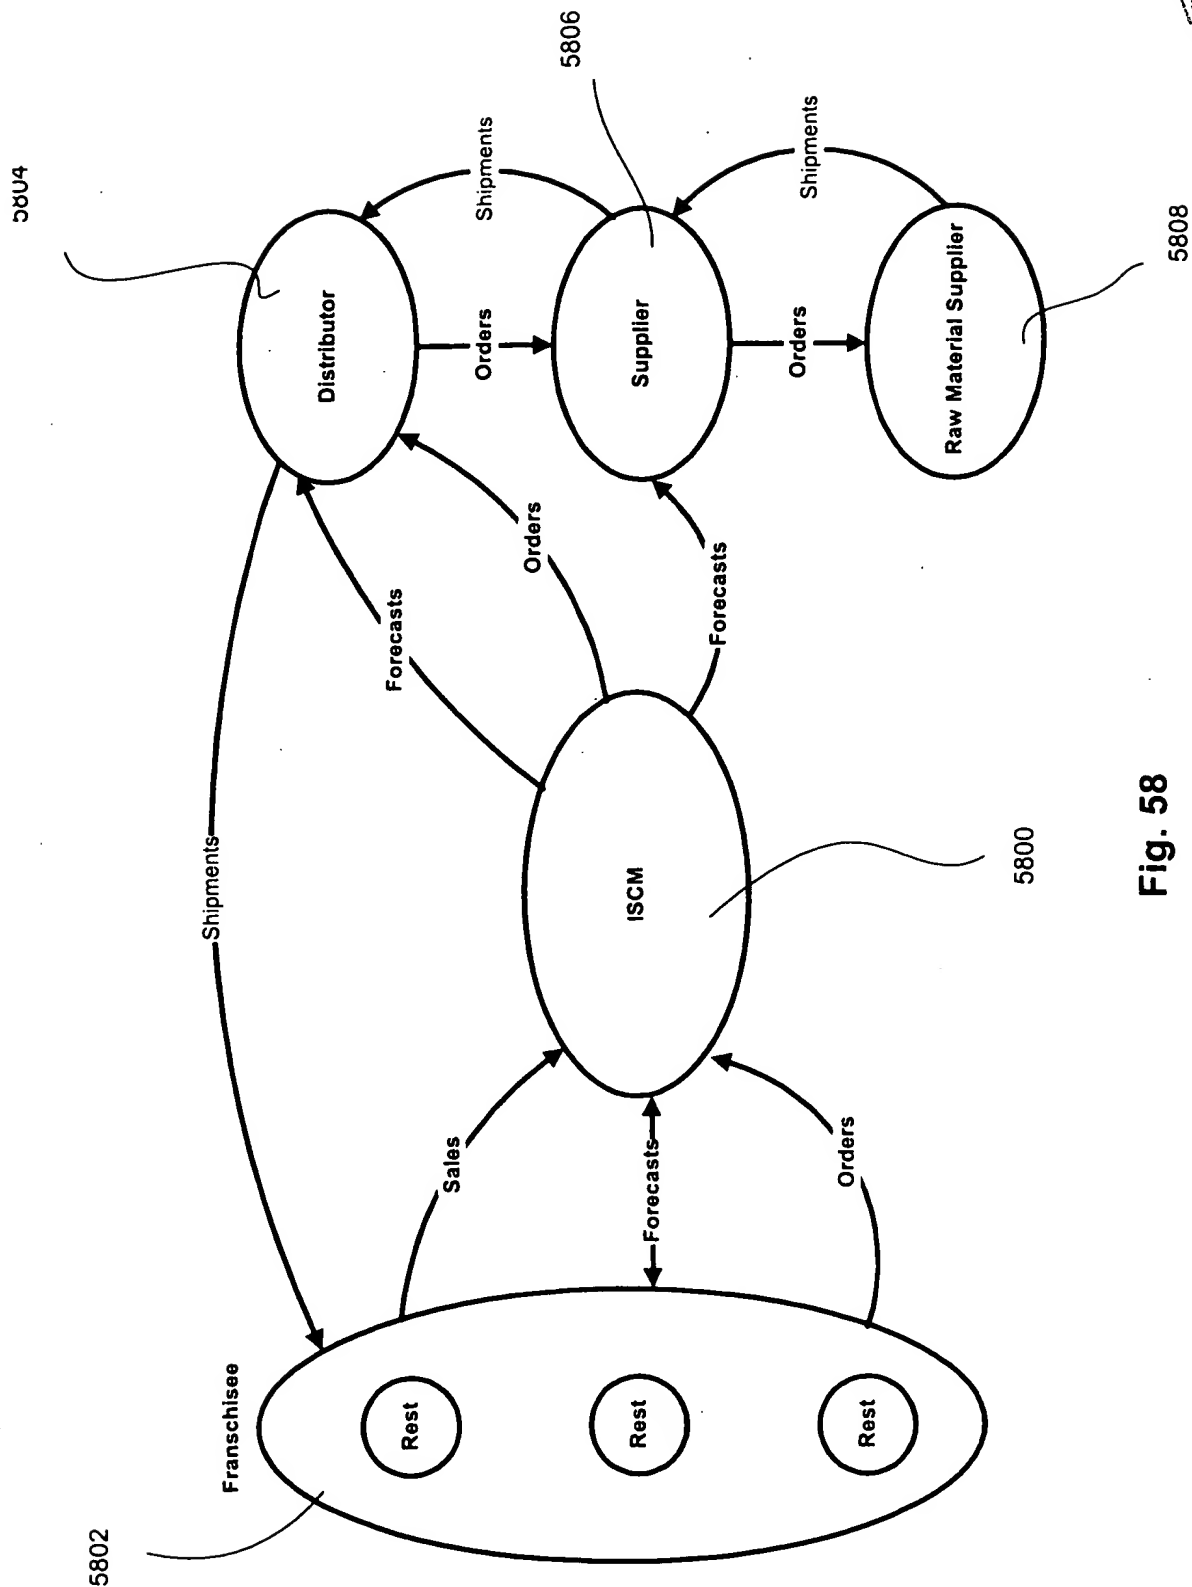 5804
5802
Shipments
Franschisee
Distributor
Forecasts
Rest
Sales
Orders
Shipments
Orders
5806
Rest
Forecasts
ISCM
Supplier
Forecasts
Orders
Shipments
Orders
Rest
Raw Material Supplier
5800
5808
Fig. 58